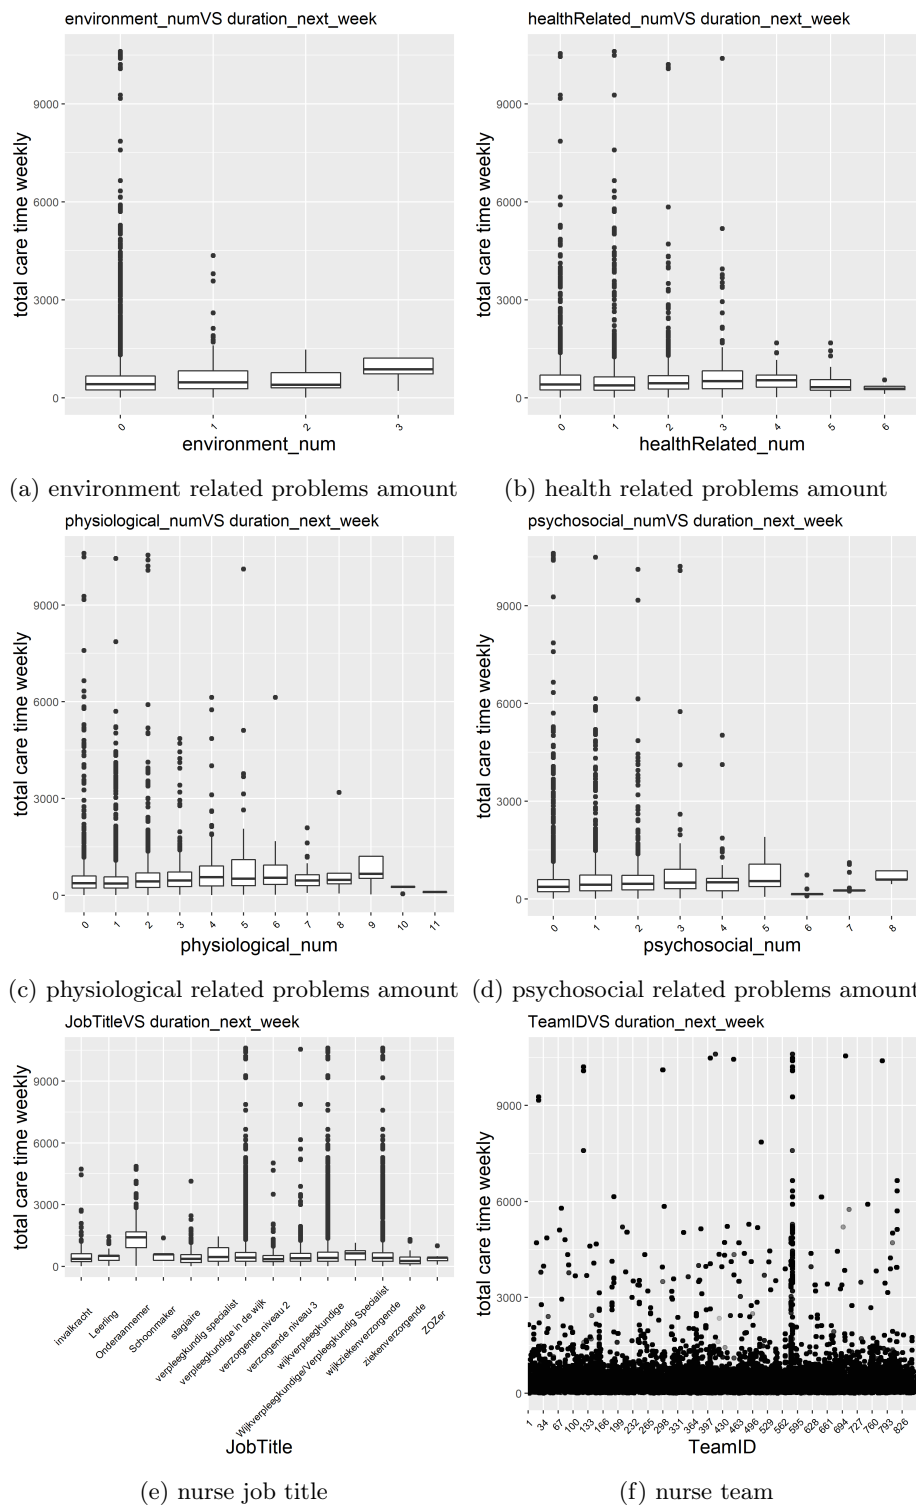 environment_numVS duration_next_week
total care time weekly
9000
6000
3000
0
0 1 2 3
environment_num
(a) environment related problems amount
healthRelated_numVS duration_next_week
total care time weekly
9000
6000
3000
0
0 1 2 3 4 5 6
healthRelated_num
(b) health related problems amount
physiological_numVS duration_next_week
total care time weekly
9000
6000
3000
0
0 1 2 3 4 5 6 7 8 9 10 11
physiological_num
(c) physiological related problems amount
psychosocial_numVS duration_next_week
total care time weekly
9000
6000
3000
0
0 1 2 3 4 5 6 7 8
psychosocial_num
(d) psychosocial related problems amount
JobTitleVS duration_next_week
total care time weekly
9000
6000
3000
0
invalkracht
Leerling
Onderaannemer
Schoonmaker
stagiaire
verpleegkundig specialist
verpleegkundige in de wijk
verzorgende niveau 2
verzorgende niveau 3
wijkverpleegkundige
Wijkverpleegkundige/Verpleegkundig Specialist
wijkziekenverzorgende
ziekenverzorgende
ZOZer
JobTitle
(e) nurse job title
TeamIDVS duration_next_week
total care time weekly
9000
6000
3000
0
1 34 67 100 133 166 199 232 265 298 331 364 397 430 463 496 529 562 595 628 661 694 727 760 793 826
TeamID
(f) nurse team